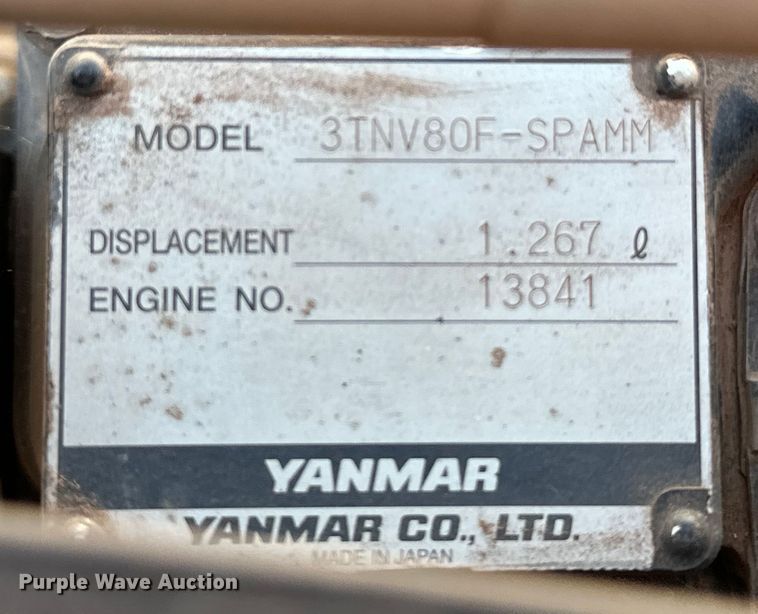 MODEL 3TNV80F-SPAMM
DISPLACEMENT 1.267 ℓ
ENGINE NO. 13841
YANMAR
YANMAR CO., LTD.
MADE IN JAPAN
Purple Wave Auction